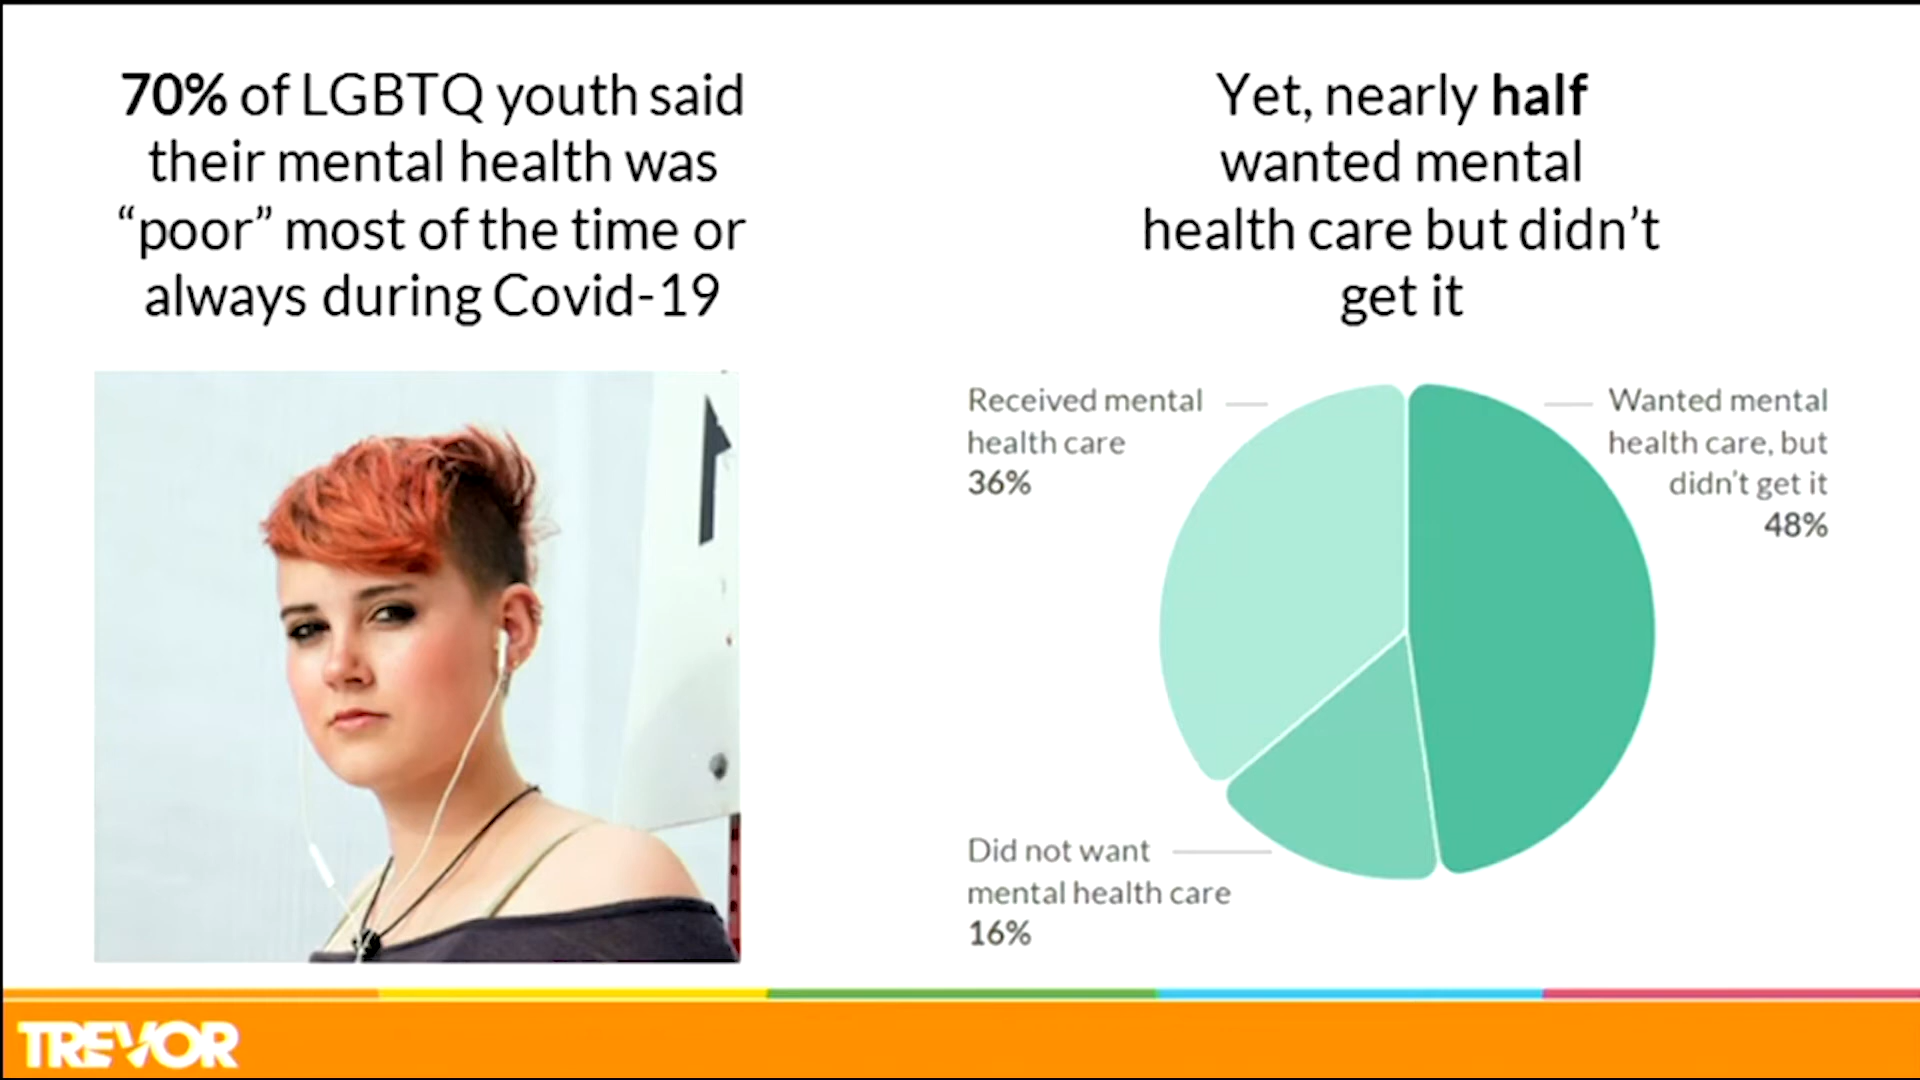 70% of LGBTQ youth said
their mental health was
“poor” most of the time or
always during Covid-19
Yet, nearly half
wanted mental
health care but didn’t
get it
Received mental
health care
36%
Wanted mental
health care, but
didn’t get it
48%
Did not want
mental health care
16%
TREVOR